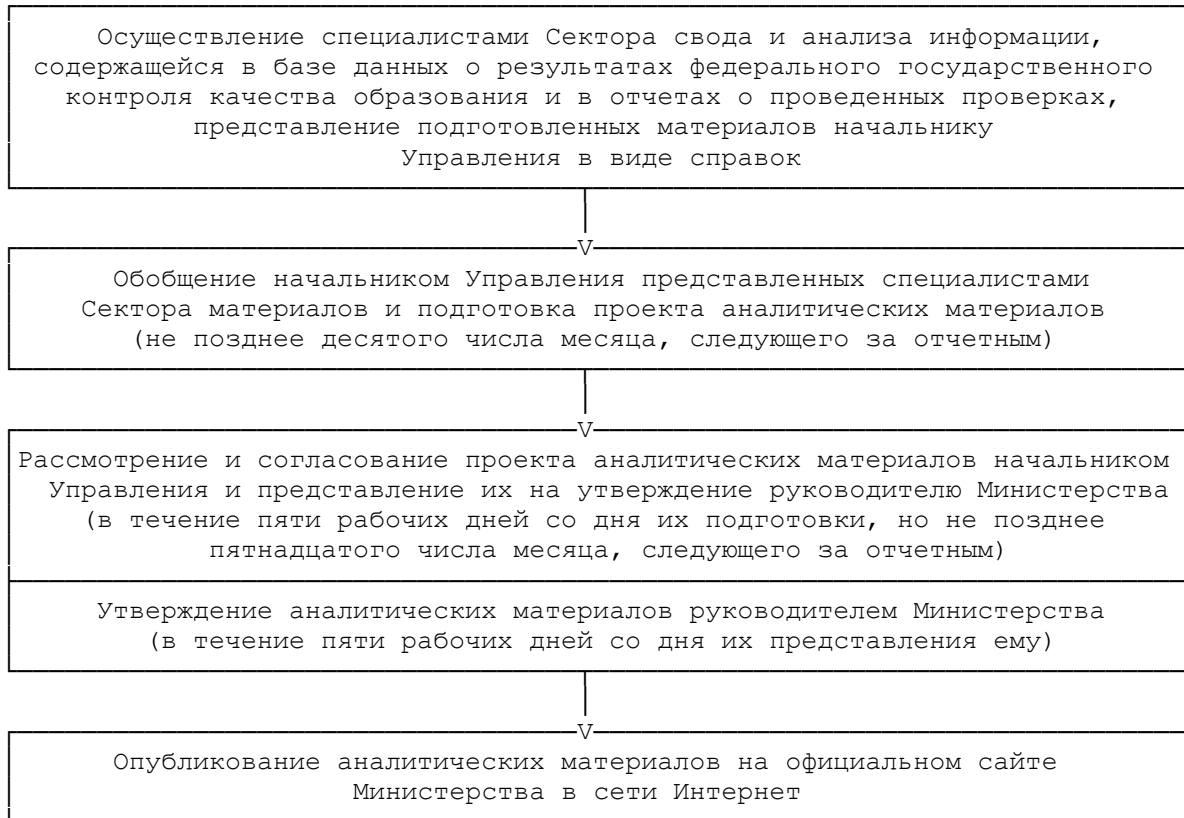 Осуществление специалистами Сектора свода и анализа информации,
содержащейся в базе данных о результатах федерального государственного
контроля качества образования и в отчетах о проведенных проверках,
представление подготовленных материалов начальнику
Управления в виде справок
V
Обобщение начальником Управления представленных специалистами
Сектора материалов и подготовка проекта аналитических материалов
(не позднее десятого числа месяца, следующего за отчетным)
V
Рассмотрение и согласование проекта аналитических материалов начальником
Управления и представление их на утверждение руководителю Министерства
(в течение пяти рабочих дней со дня их подготовки, но не позднее
пятнадцатого числа месяца, следующего за отчетным)
Утверждение аналитических материалов руководителем Министерства
(в течение пяти рабочих дней со дня их представления ему)
V
Опубликование аналитических материалов на официальном сайте
Министерства в сети Интернет